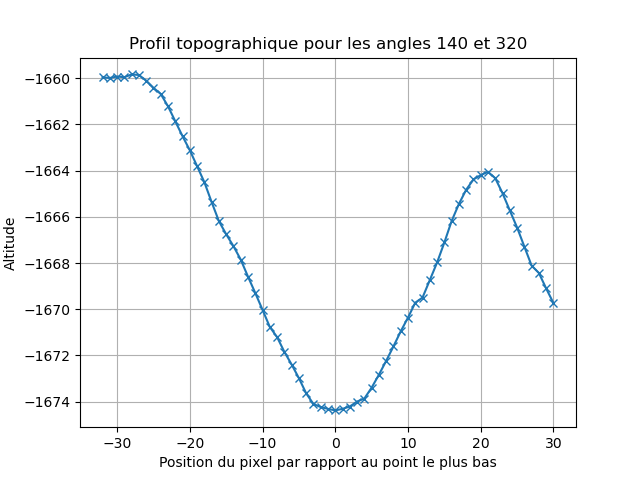 Profil topographique pour les angles 140 et 320
Altitude
−1660
−1662
−1664
−1666
−1668
−1670
−1672
−1674
−30 −20 −10 0 10 20 30
Position du pixel par rapport au point le plus bas